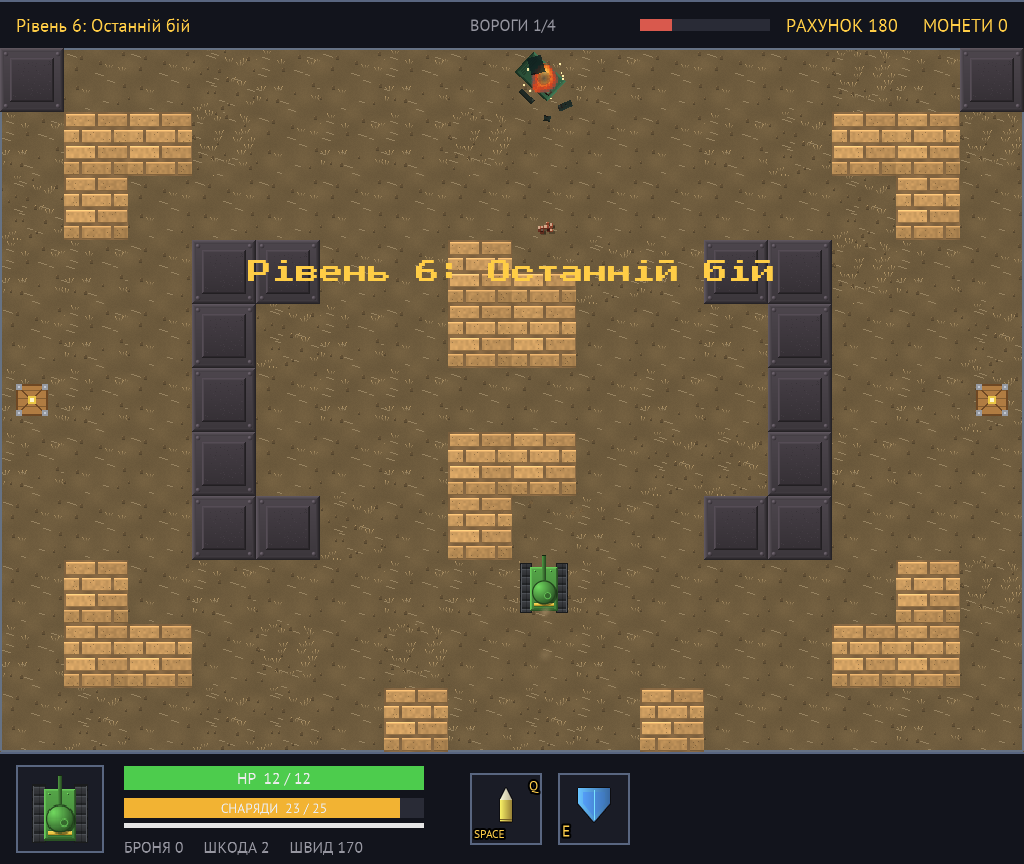 Рівень 6: Останній бій
ВОРОГИ 1/4
РАХУНОК 180
МОНЕТИ 0
Рівень 6: Останній бій
HP 12 / 12
СНАРЯДИ 23 / 25
БРОНЯ 0 ШКОДА 2 ШВИД 170
Q
SPACE
E